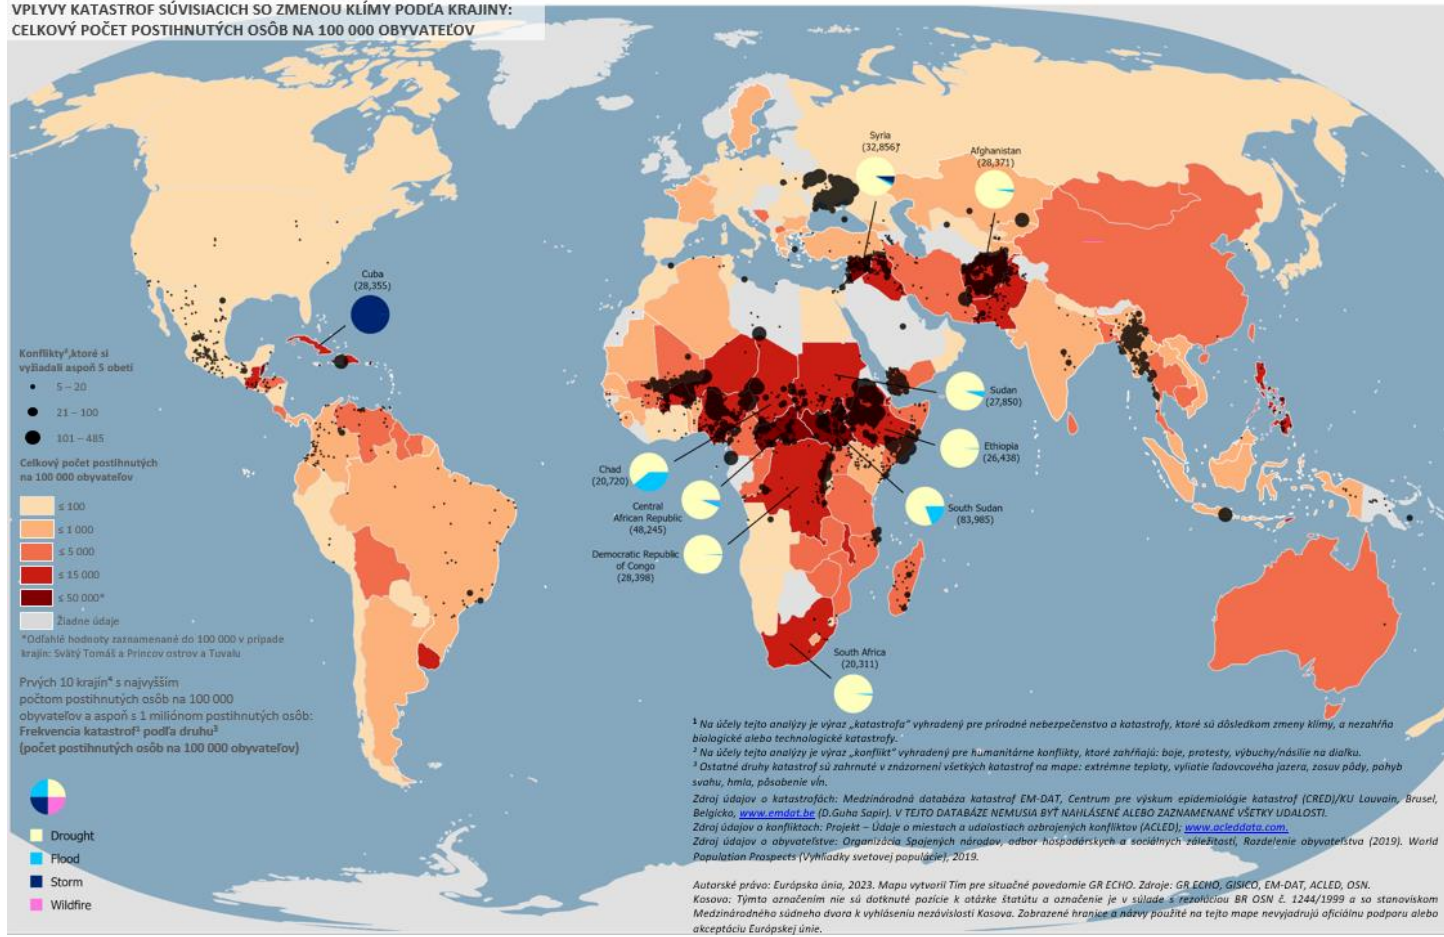 VPLYVY KATASTROF SÚVISIACICH SO ZMENOU KLÍMY PODĽA KRAJINY:
CELKOVÝ POČET POSTIHNUTÝCH OSÔB NA 100 000 OBYVATEĽOV
Syria
(32,856)*
Afghanistan
(28,371)
Cuba
(28,355)
Konflikty², ktoré si
vyžiadali aspoň 5 obetí
5 – 20
21 – 100
101 – 485
Celkový počet postihnutých
na 100 000 obyvateľov
≤ 100
≤ 1 000
≤ 5 000
≤ 15 000
≤ 50 000*
Žiadne údaje
*Odľahlé hodnoty zaznamenané do 100 000 v prípade
krajín: Svätý Tomáš a Princov ostrov a Tuvalu
Sudan
(27,850)
Ethiopia
(26,438)
Chad
(20,720)
Central
African Republic
(48,245)
South Sudan
(83,985)
Democratic Republic
of Congo
(28,398)
South Africa
(20,311)
Prvých 10 krajín⁴ s najvyšším
počtom postihnutých osôb na 100 000
obyvateľov a aspoň s 1 miliónom postihnutých osôb:
Frekvencia katastrof¹ podľa druhu³
(počet postihnutých osôb na 100 000 obyvateľov)
Drought
Flood
Storm
Wildfire
¹ Na účely tejto analýzy je výraz „katastrofa“ vyhradený pre prírodné nebezpečenstvo a katastrofy, ktoré sú dôsledkom zmeny klímy, a nezahŕňa
biologické alebo technologické katastrofy.
² Na účely tejto analýzy je výraz „konflikt“ vyhradený pre humanitárne konflikty, ktoré zahŕňajú: boje, protesty, výbuchy/násilie na diaľku.
³ Ostatné druhy katastrof sú zahrnuté v znázornení všetkých katastrof na mape: extrémne teploty, vyliatie ľadovcového jazera, zosuv pôdy, pohyb
svahu, hmla, pôsobenie vĺn.
Zdroj údajov o katastrofách: Medzinárodná databáza katastrof EM-DAT, Centrum pre výskum epidemiológie katastrof (CRED)/KU Louvain, Brusel,
Belgicko, www.emdat.be (D.Guha Sapir). V TEJTO DATABÁZE NEMUSIA BYŤ NAHLÁSENÉ ALEBO ZAZNAMENANÉ VŠETKY UDALOSTI.
Zdroj údajov o konfliktoch: Projekt – Údaje o miestach a udalostiach ozbrojených konfliktov (ACLED); www.acleddata.com.
Zdroj údajov o obyvateľstve: Organizácia Spojených národov, odbor hospodárskych a sociálnych záležitostí, Rozdelenie obyvateľstva (2019). World
Population Prospects (Vyhliadky svetovej populácie), 2019.
Autorské právo: Európska únia, 2023. Mapu vytvoril Tím pre situačné povedomie GR ECHO. Zdroje: GR ECHO, GISICO, EM-DAT, ACLED, OSN.
Kosovo: Týmto označením nie sú dotknuté pozície k otázke štatútu a označenie je v súlade s rezolúciou BR OSN č. 1244/1999 a so stanoviskom
Medzinárodného súdneho dvora k vyhláseniu nezávislosti Kosova. Zobrazené hranice a názvy použité na tejto mape nevyjadrujú oficiálnu podporu alebo
akceptáciu Európskej únie.